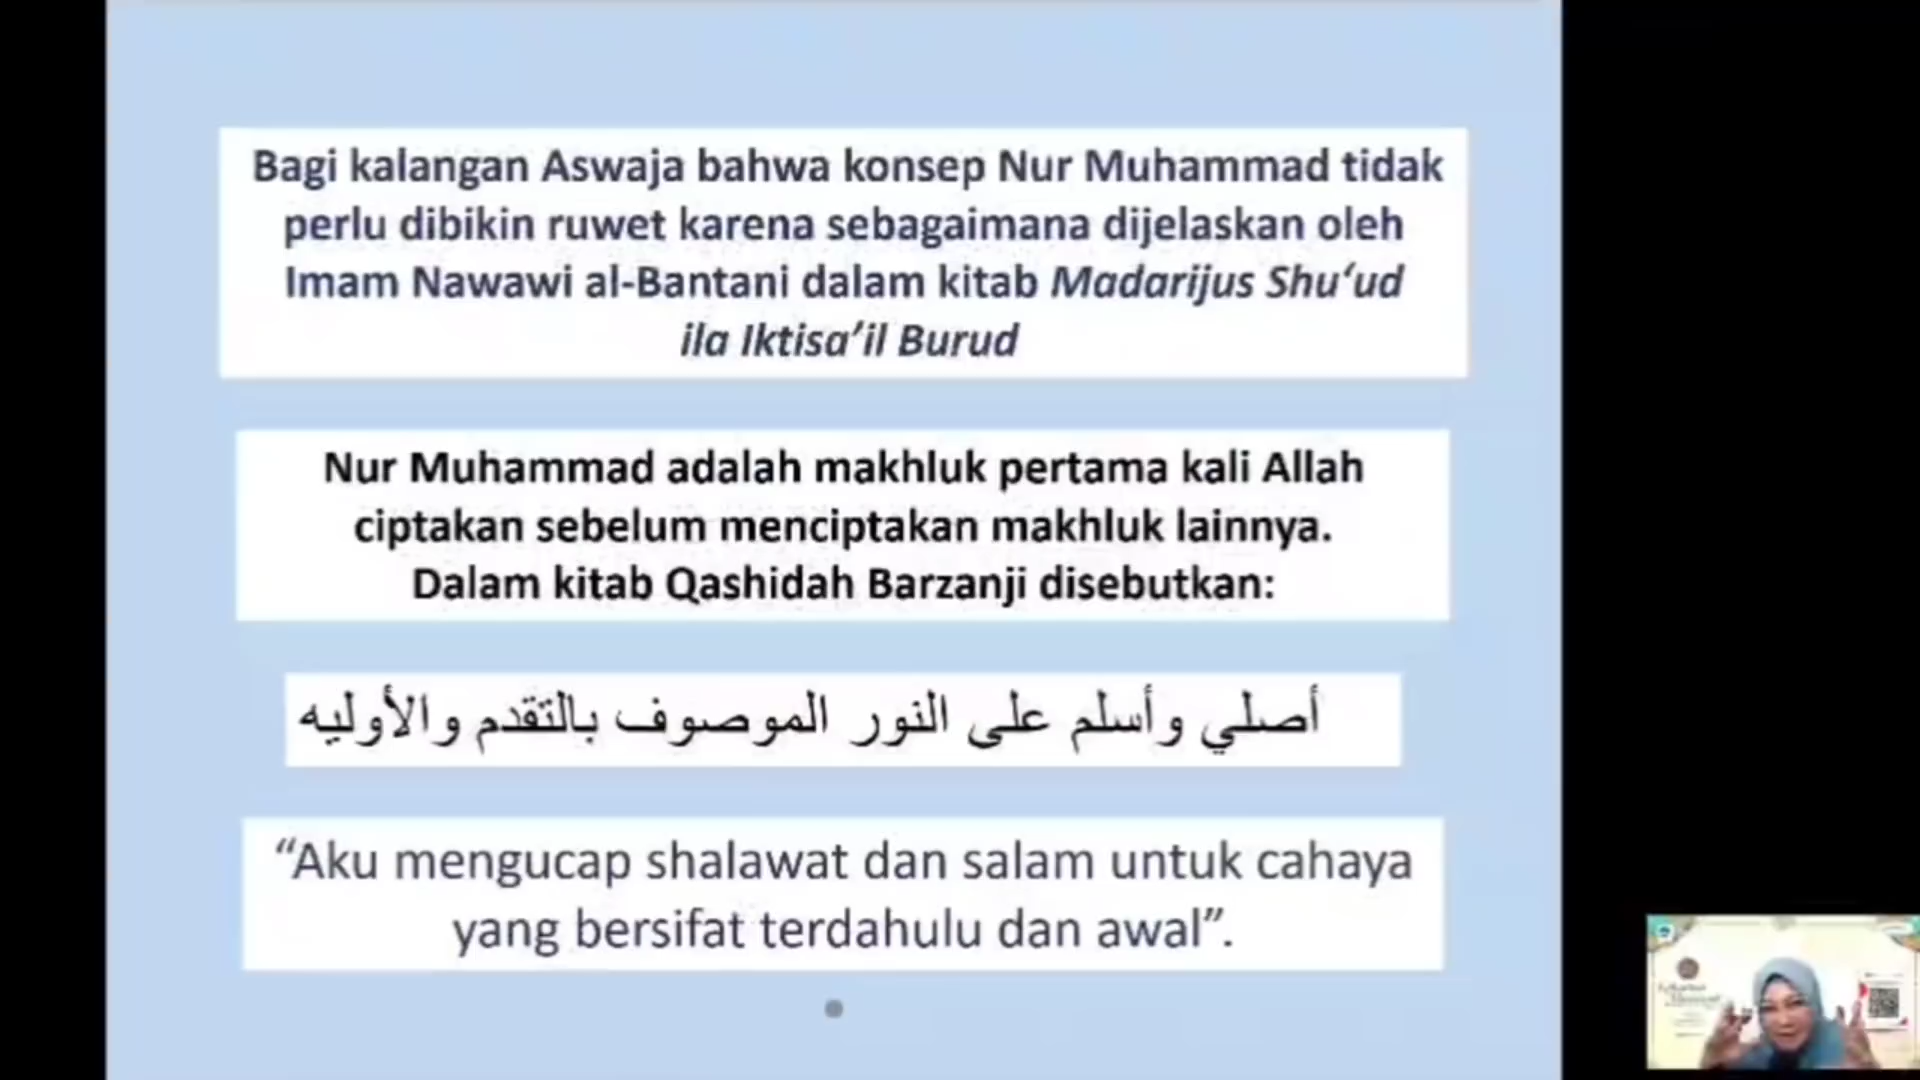 Bagi kalangan Aswaja bahwa konsep Nur Muhammad tidak
perlu dibikin ruwet karena sebagaimana dijelaskan oleh
Imam Nawawi al-Bantani dalam kitab Madarijus Shu‘ud
ila Iktisa’il Burud
Nur Muhammad adalah makhluk pertama kali Allah
ciptakan sebelum menciptakan makhluk lainnya.
Dalam kitab Qashidah Barzanji disebutkan:
أصلي وأسلم على النور الموصوف بالتقدم والأوليه
“Aku mengucap shalawat dan salam untuk cahaya
yang bersifat terdahulu dan awal”.